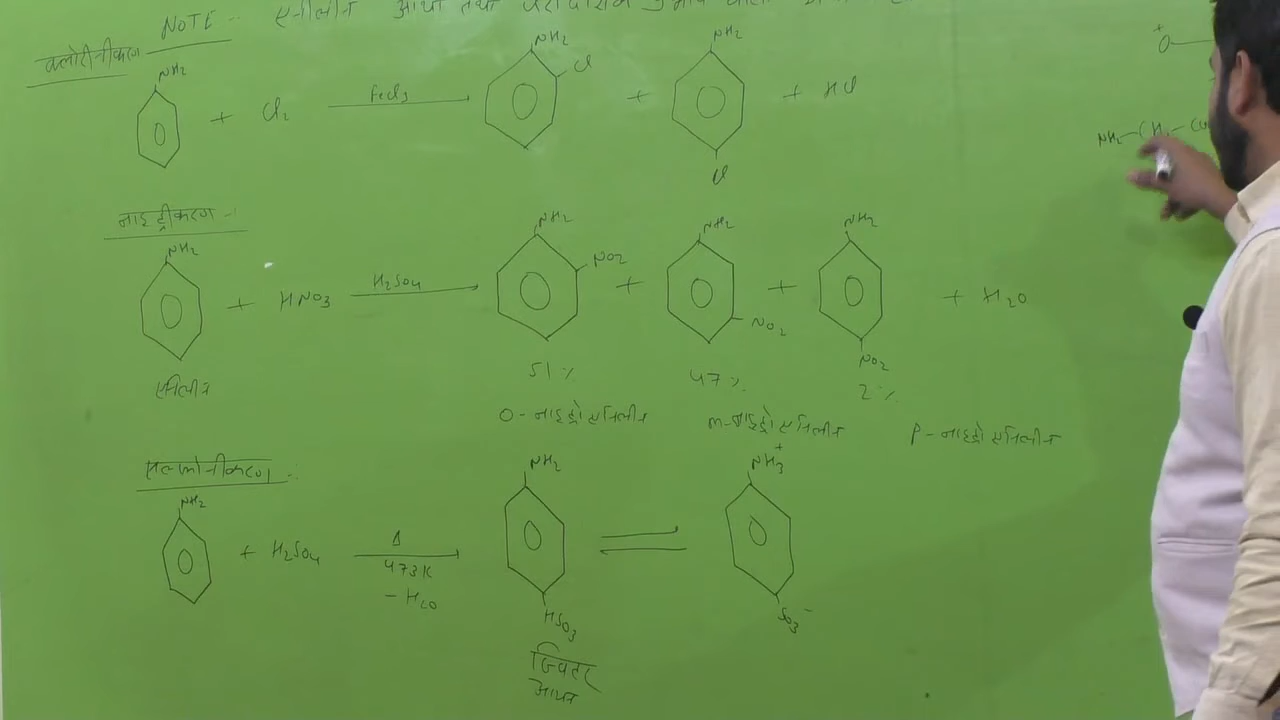 NOTE :-
क्लोरीनीकरण
NH2
+ Cl2
FeCl3
NH2
Cl
+
NH2
Cl
+ HCl
NH2 - CH2 -
नाइट्रीकरण :-
NH2
+ HNO3
H2SO4
NH2
NO2
+
NH2
NO2
+
NH2
NO2
+ H2O
एनिलीन
51 %
47 %
2 %
O - नाइट्रो एनिलीन
m - नाइट्रो एनिलीन
P - नाइट्रो एनिलीन
सल्फोनीकरण :-
NH2
+ H2SO4
Δ
473K
- H2O
NH2
HSO3
NH3+
SO3-
ज्विटर
आयन